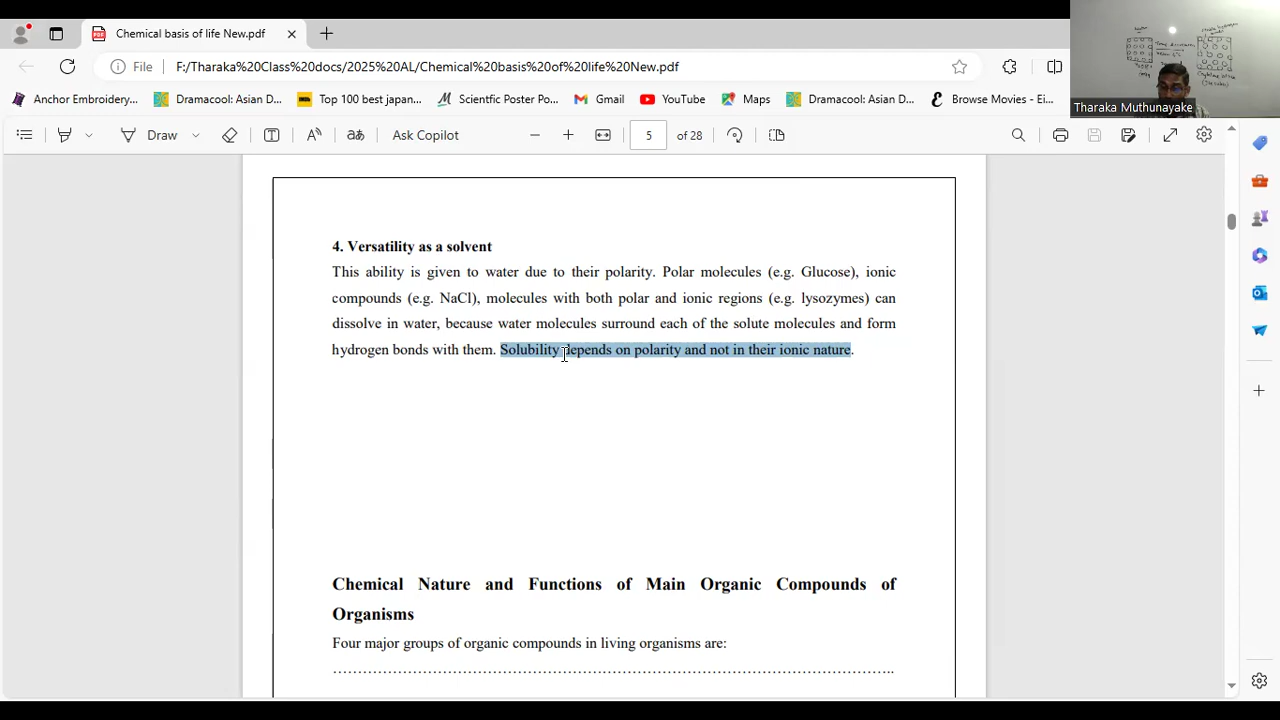 Chemical basis of life New.pdf
File
F:/Tharaka%20Class%20docs/2025%20AL/Chemical%20basis%20of%20life%20New.pdf
Anchor Embroidery...
Dramacool: Asian D...
Top 100 best japan...
Scienftic Poster Po...
Gmail
YouTube
Maps
Dramacool: Asian D...
Browse Movies - Ei...
Draw
Ask Copilot
5 of 28
Tharaka Muthunayake
4. Versatility as a solvent
This ability is given to water due to their polarity. Polar molecules (e.g. Glucose), ionic
compounds (e.g. NaCl), molecules with both polar and ionic regions (e.g. lysozymes) can
dissolve in water, because water molecules surround each of the solute molecules and form
hydrogen bonds with them. Solubility depends on polarity and not in their ionic nature.
Chemical Nature and Functions of Main Organic Compounds of
Organisms
Four major groups of organic compounds in living organisms are:
……………………………………………………………………………………..